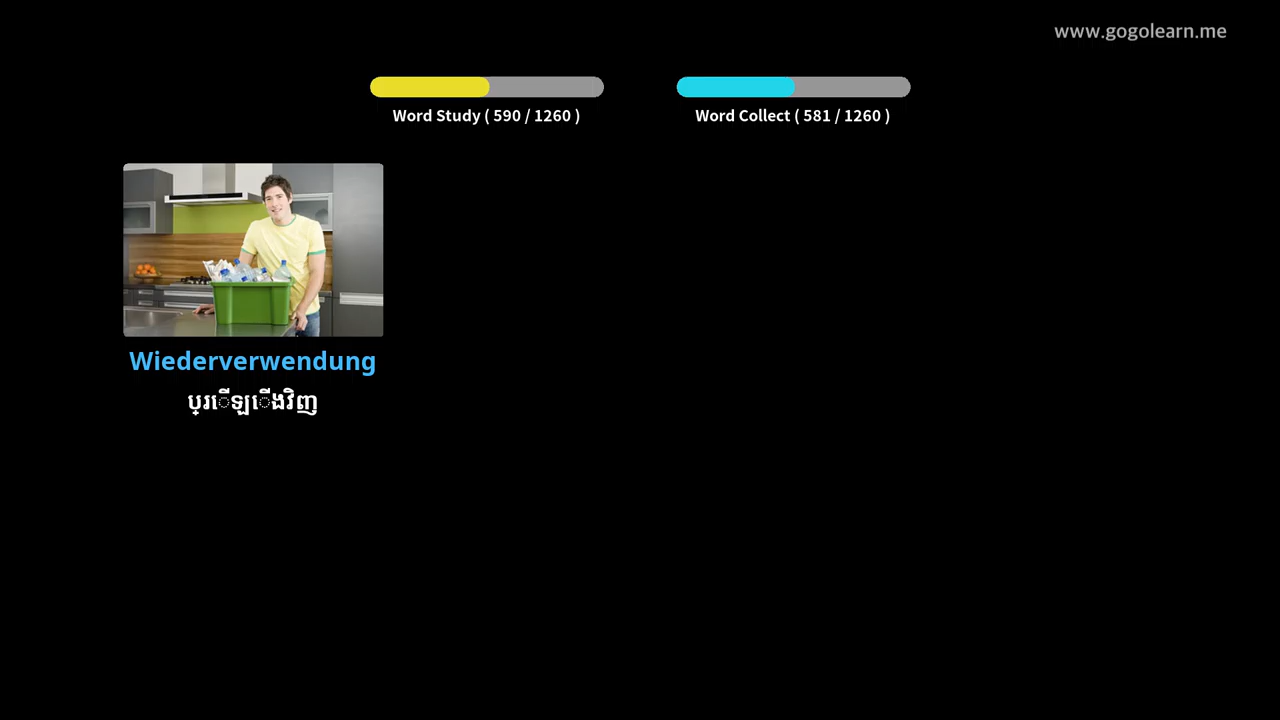 www.gogolearn.me
Word Study ( 590 / 1260 )
Word Collect ( 581 / 1260 )
Wiederverwendung
ប្រើឡើងវិញ